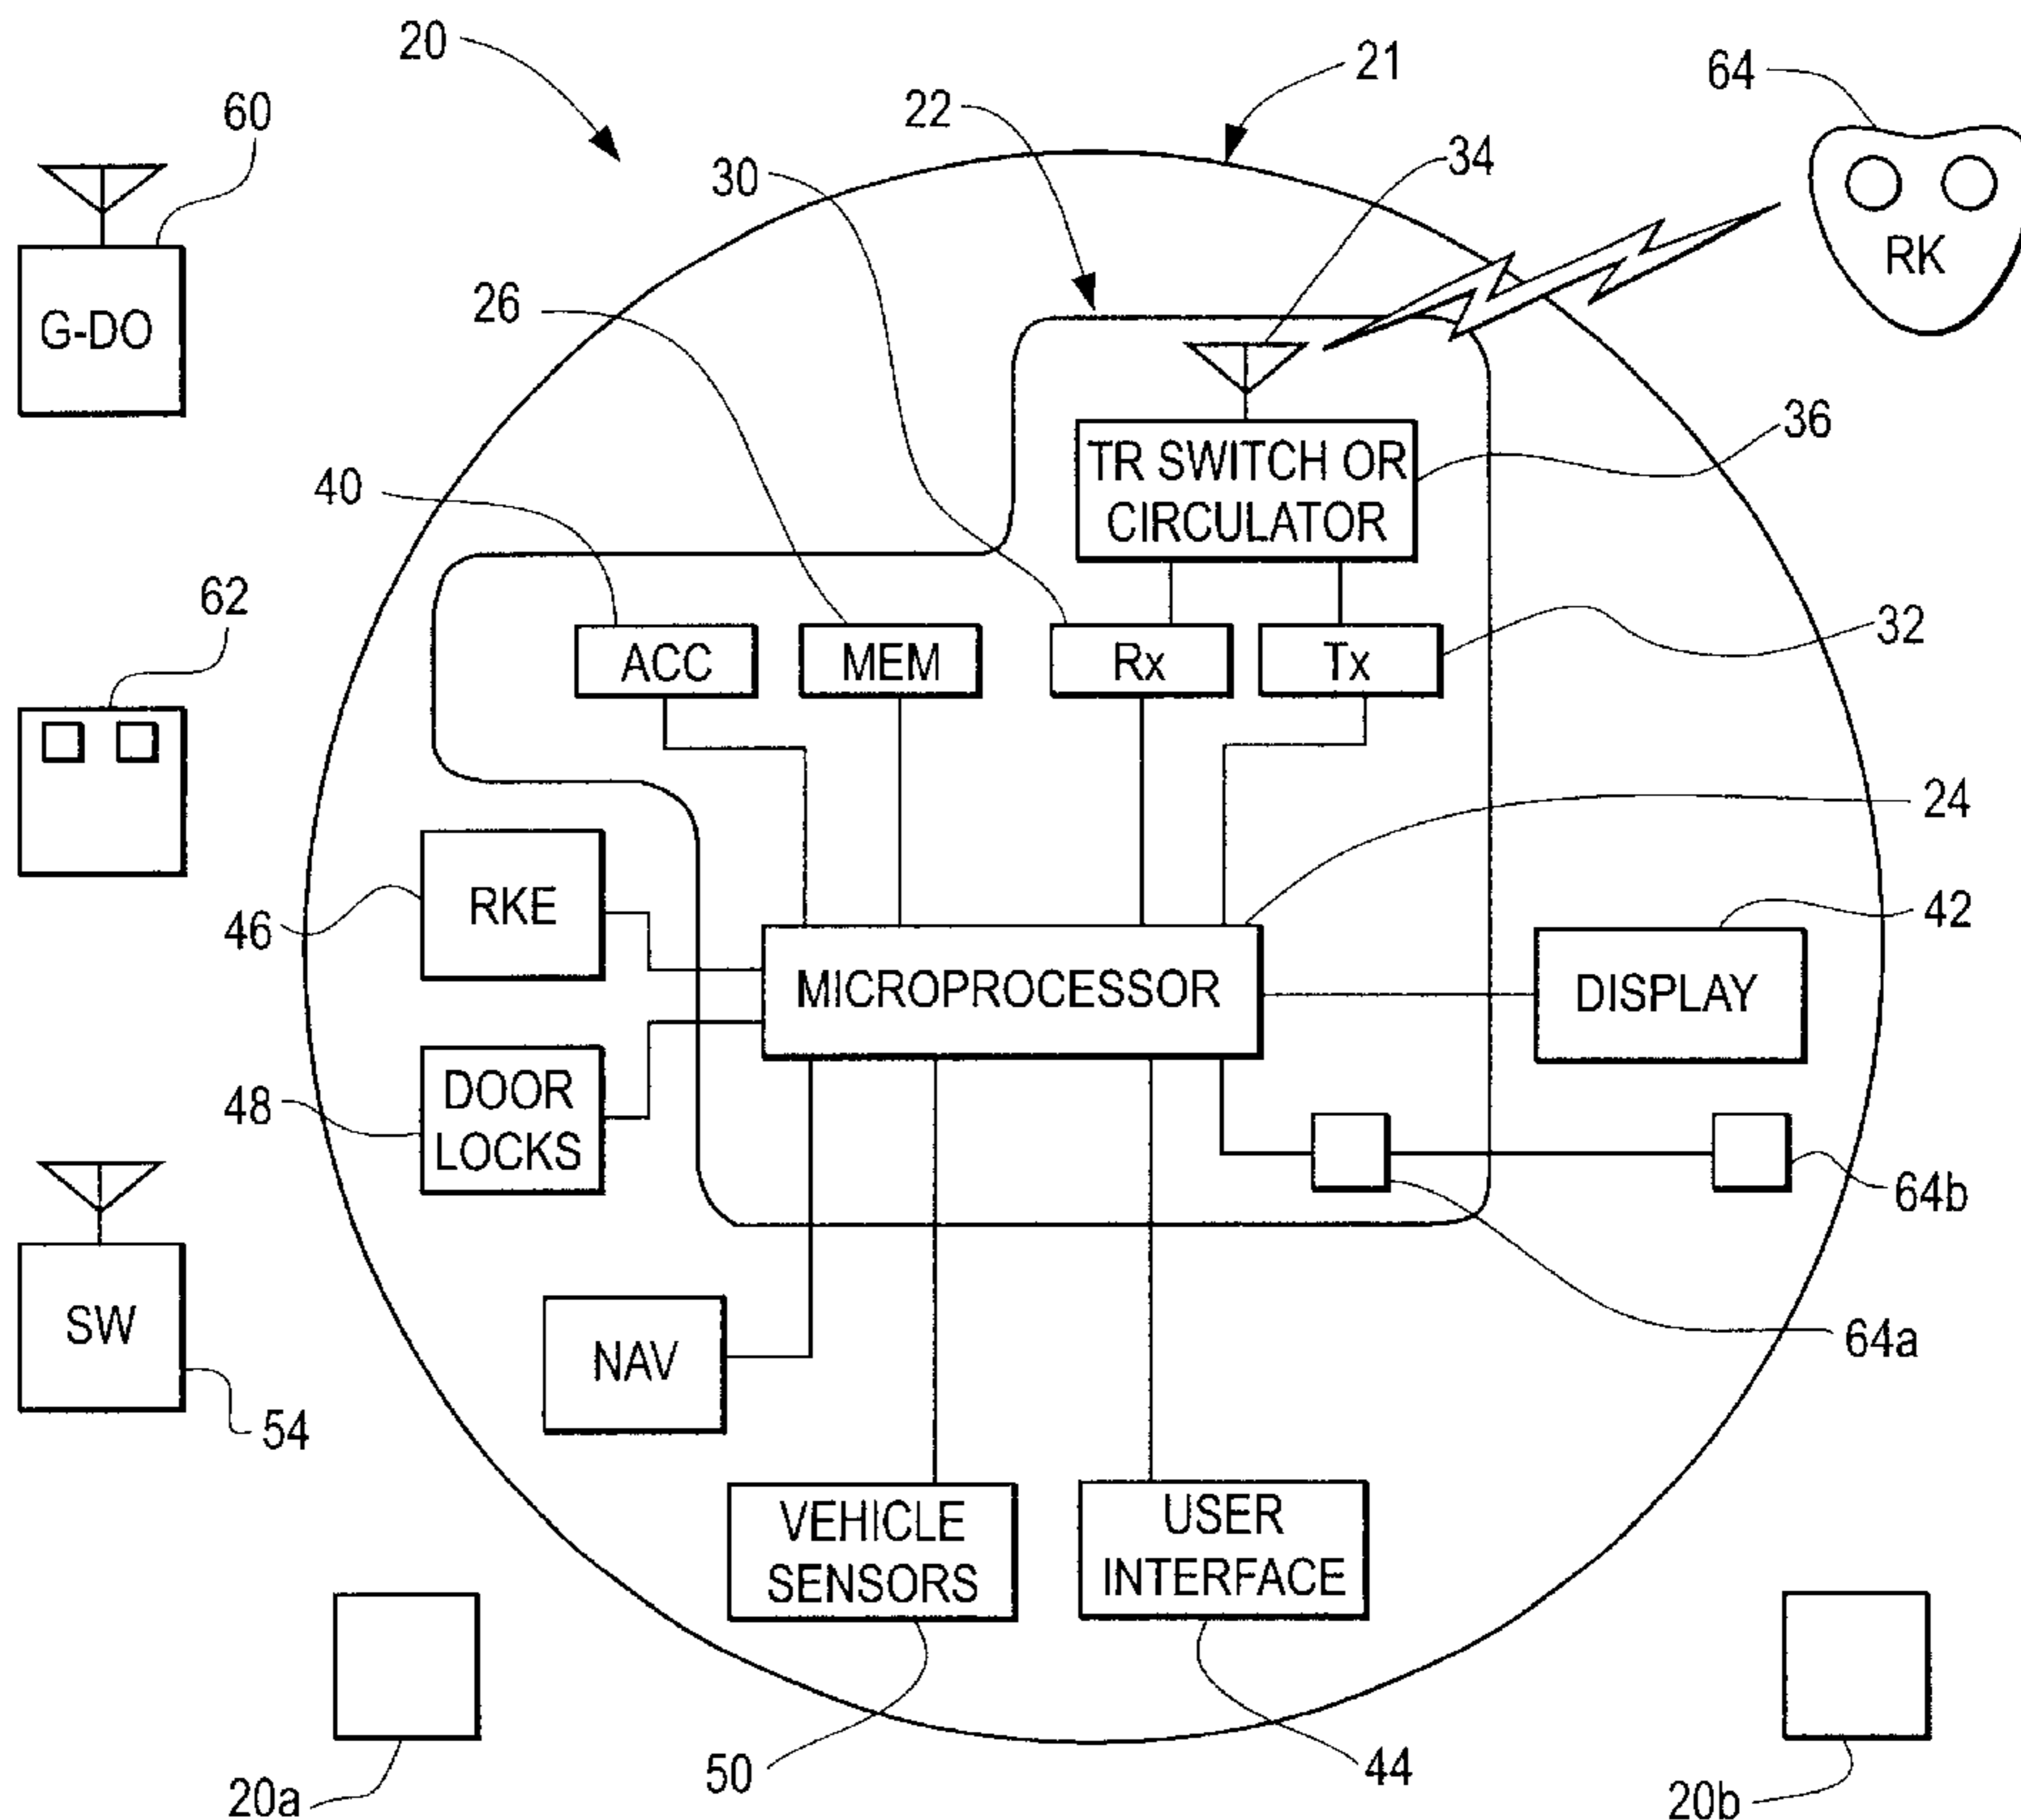 20
21
64
60
22
34
30
RK
26
G-DO
36
40
TR SWITCH OR
CIRCULATOR
62
32
ACC
MEM
Rx
Tx
24
46
RKE
42
MICROPROCESSOR
DISPLAY
48
DOOR
LOCKS
64b
SW
NAV
64a
54
VEHICLE
SENSORS
USER
INTERFACE
50
44
20a
20b